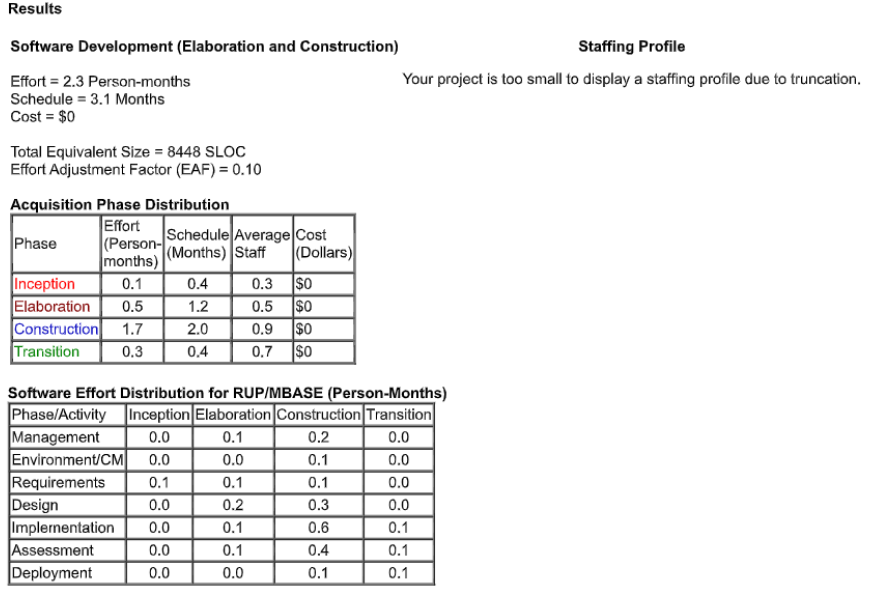 Results
Software Development (Elaboration and Construction)
Staffing Profile
Effort = 2.3 Person-months
Schedule = 3.1 Months
Cost = $0
Your project is too small to display a staffing profile due to truncation.
Total Equivalent Size = 8448 SLOC
Effort Adjustment Factor (EAF) = 0.10
Acquisition Phase Distribution
Phase Effort (Person-months) Schedule (Months) Average Staff Cost (Dollars)
Inception 0.1 0.4 0.3 $0
Elaboration 0.5 1.2 0.5 $0
Construction 1.7 2.0 0.9 $0
Transition 0.3 0.4 0.7 $0
Software Effort Distribution for RUP/MBASE (Person-Months)
Phase/Activity Inception Elaboration Construction Transition
Management 0.0 0.1 0.2 0.0
Environment/CM 0.0 0.0 0.1 0.0
Requirements 0.1 0.1 0.1 0.0
Design 0.0 0.2 0.3 0.0
Implementation 0.0 0.1 0.6 0.1
Assessment 0.0 0.1 0.4 0.1
Deployment 0.0 0.0 0.1 0.1